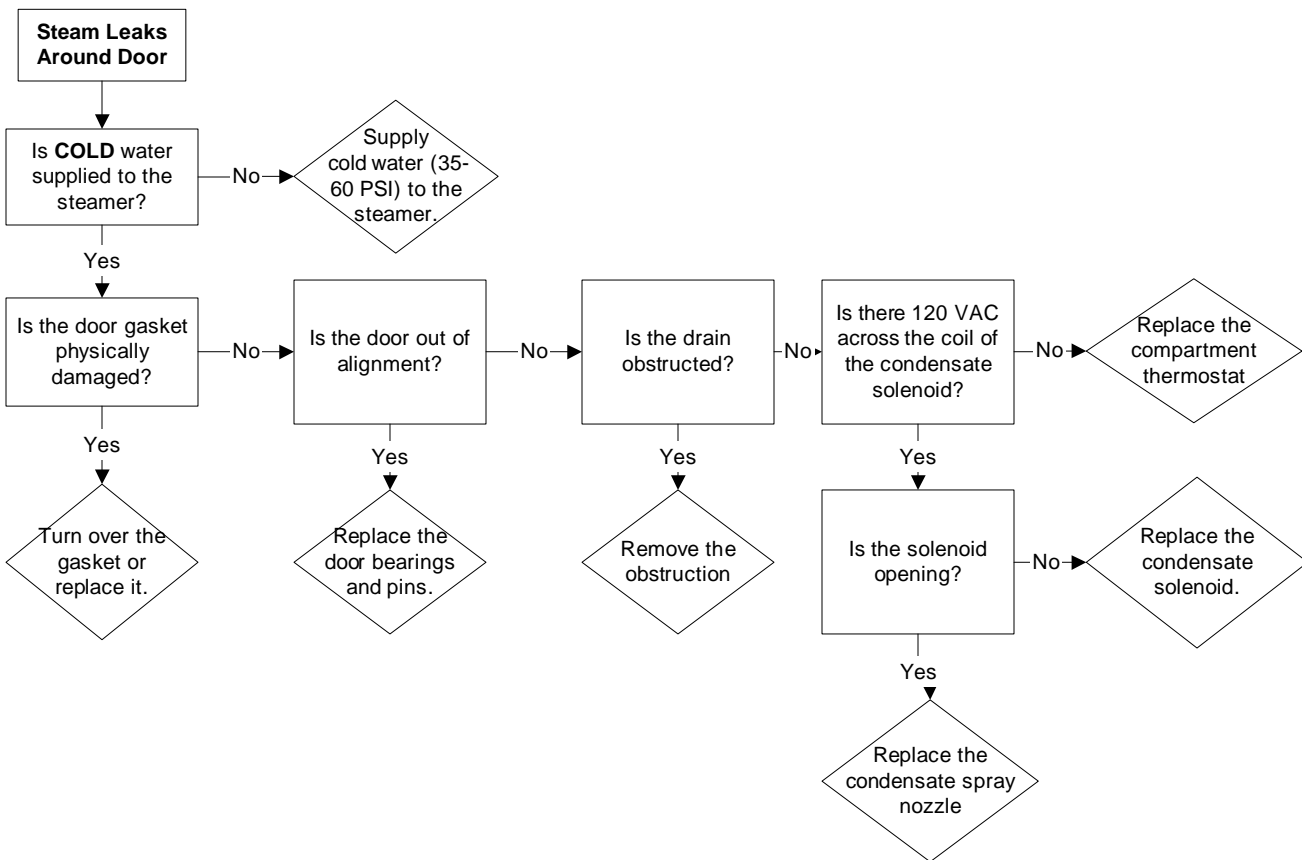 Steam Leaks
Around Door
Is COLD water
supplied to the
steamer?
No
Supply
cold water (35-
60 PSI) to the
steamer.
Yes
Is the door gasket
physically
damaged?
No
Is the door out of
alignment?
No
Is the drain
obstructed?
No
Is there 120 VAC
across the coil of
the condensate
solenoid?
No
Replace the
compartment
thermostat
Yes
Turn over the
gasket or
replace it.
Yes
Replace the
door bearings
and pins.
Yes
Remove the
obstruction
Yes
Is the solenoid
opening?
No
Replace the
condensate
solenoid.
Yes
Replace the
condensate spray
nozzle